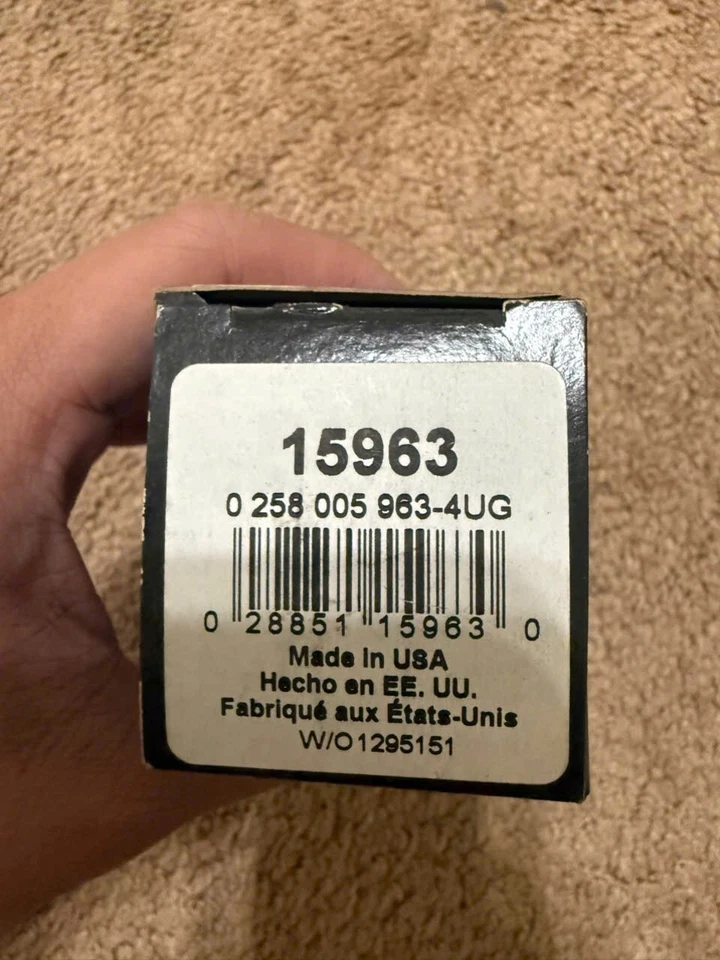 15963
0 258 005 963-4UG
0 28851 15963 0
Made in USA
Hecho en EE. UU.
Fabriqué aux États-Unis
W/O1295151